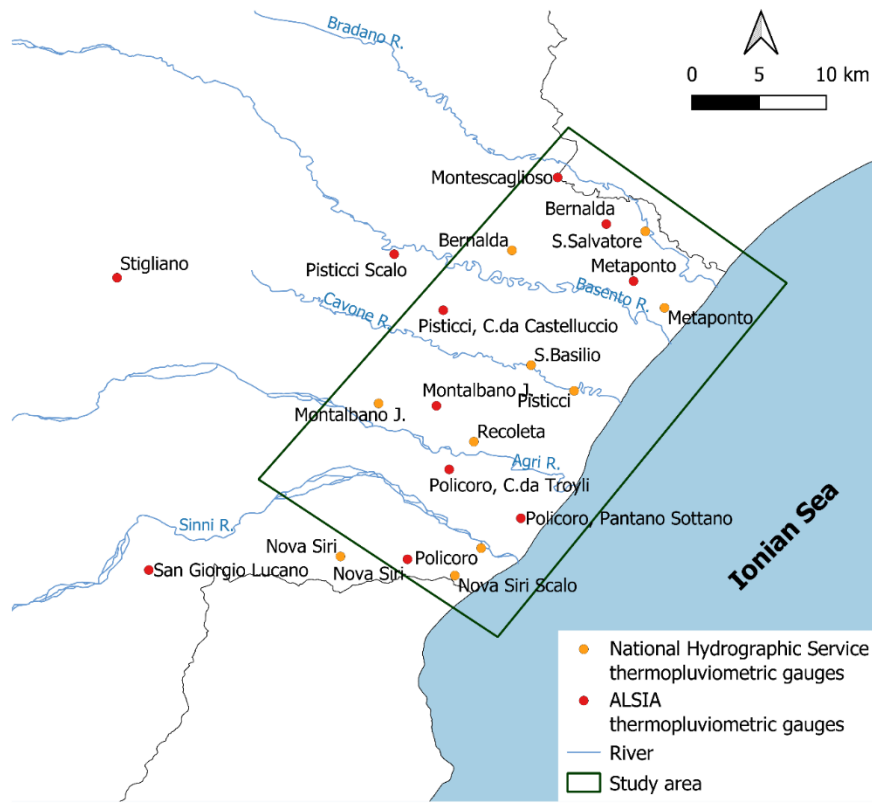 Bradano R.
0 5 10 km
Montescaglioso
Bernalda
S.Salvatore
Bernalda
Stigliano
Pisticci Scalo
Metaponto
Basento R.
Cavone R.
Metaponto
Pisticci, C.da Castelluccio
S.Basilio
Montalbano J.
Pisticci
Montalbano J.
Recoleta
Agri R.
Policoro, C.da Troyli
Sinni R.
Policoro, Pantano Sottano
Ionian Sea
Nova Siri
Policoro
San Giorgio Lucano
Nova Siri
Nova Siri Scalo
National Hydrographic Service
thermopluviometric gauges
ALSIA
thermopluviometric gauges
River
Study area